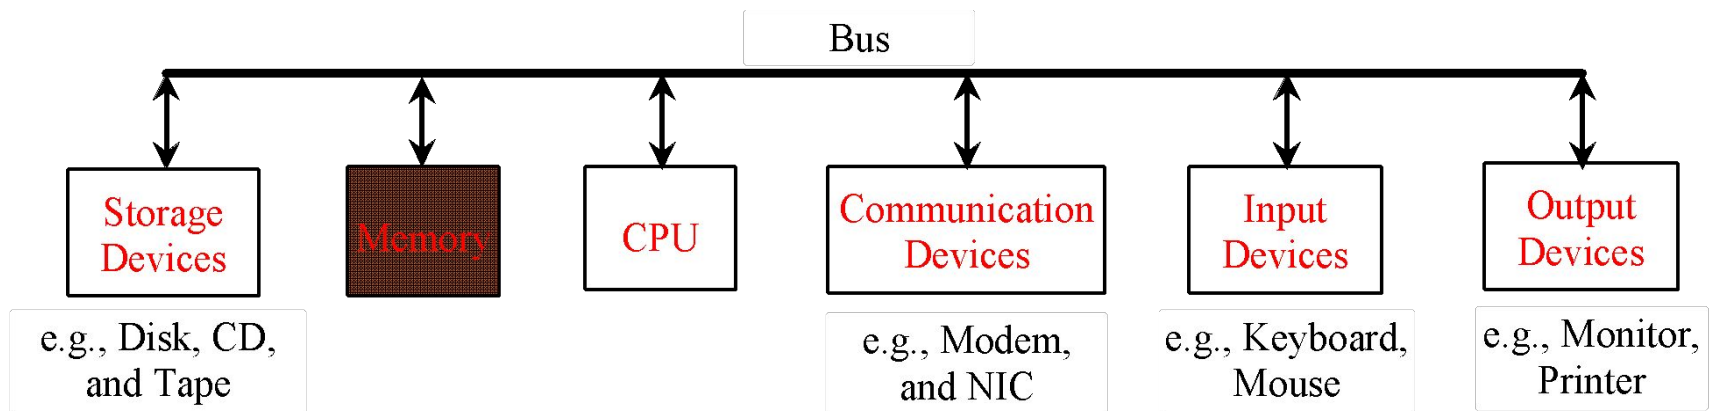 Bus
Storage
Devices
Memory
CPU
Communication
Devices
Input
Devices
Output
Devices
e.g., Disk, CD,
and Tape
e.g., Modem,
and NIC
e.g., Keyboard,
Mouse
e.g., Monitor,
Printer